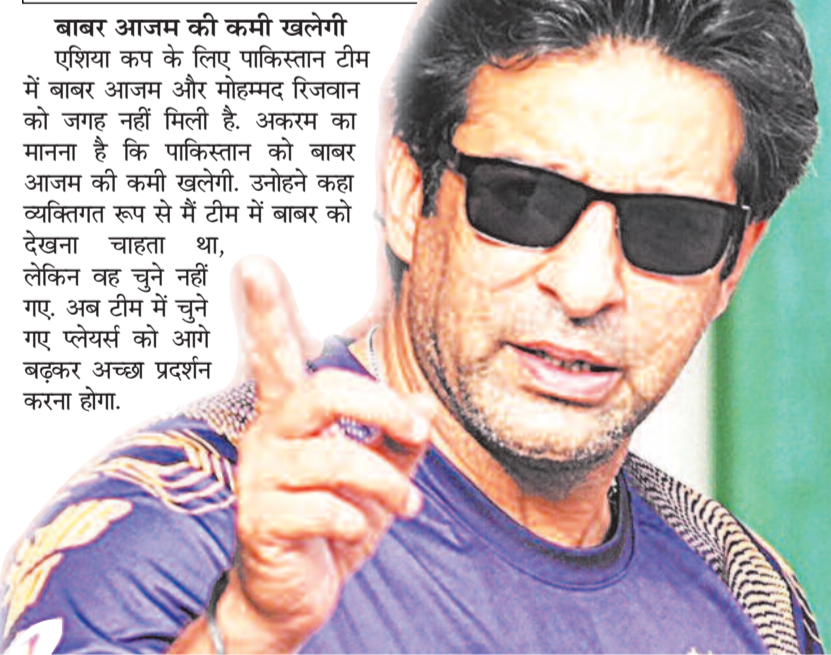 बाबर आजम की कमी खलेगी
एशिया कप के लिए पाकिस्तान टीम
में बाबर आजम और मोहम्मद रिजवान
को जगह नहीं मिली है. अकरम का
मानना है कि पाकिस्तान को बाबर
आजम की कमी खलेगी. उनोहने कहा
व्यक्तिगत रूप से मैं टीम में बाबर को
देखना चाहता था,
लेकिन वह चुने नहीं
गए. अब टीम में चुने
गए प्लेयर्स को आगे
बढ़कर अच्छा प्रदर्शन
करना होगा.